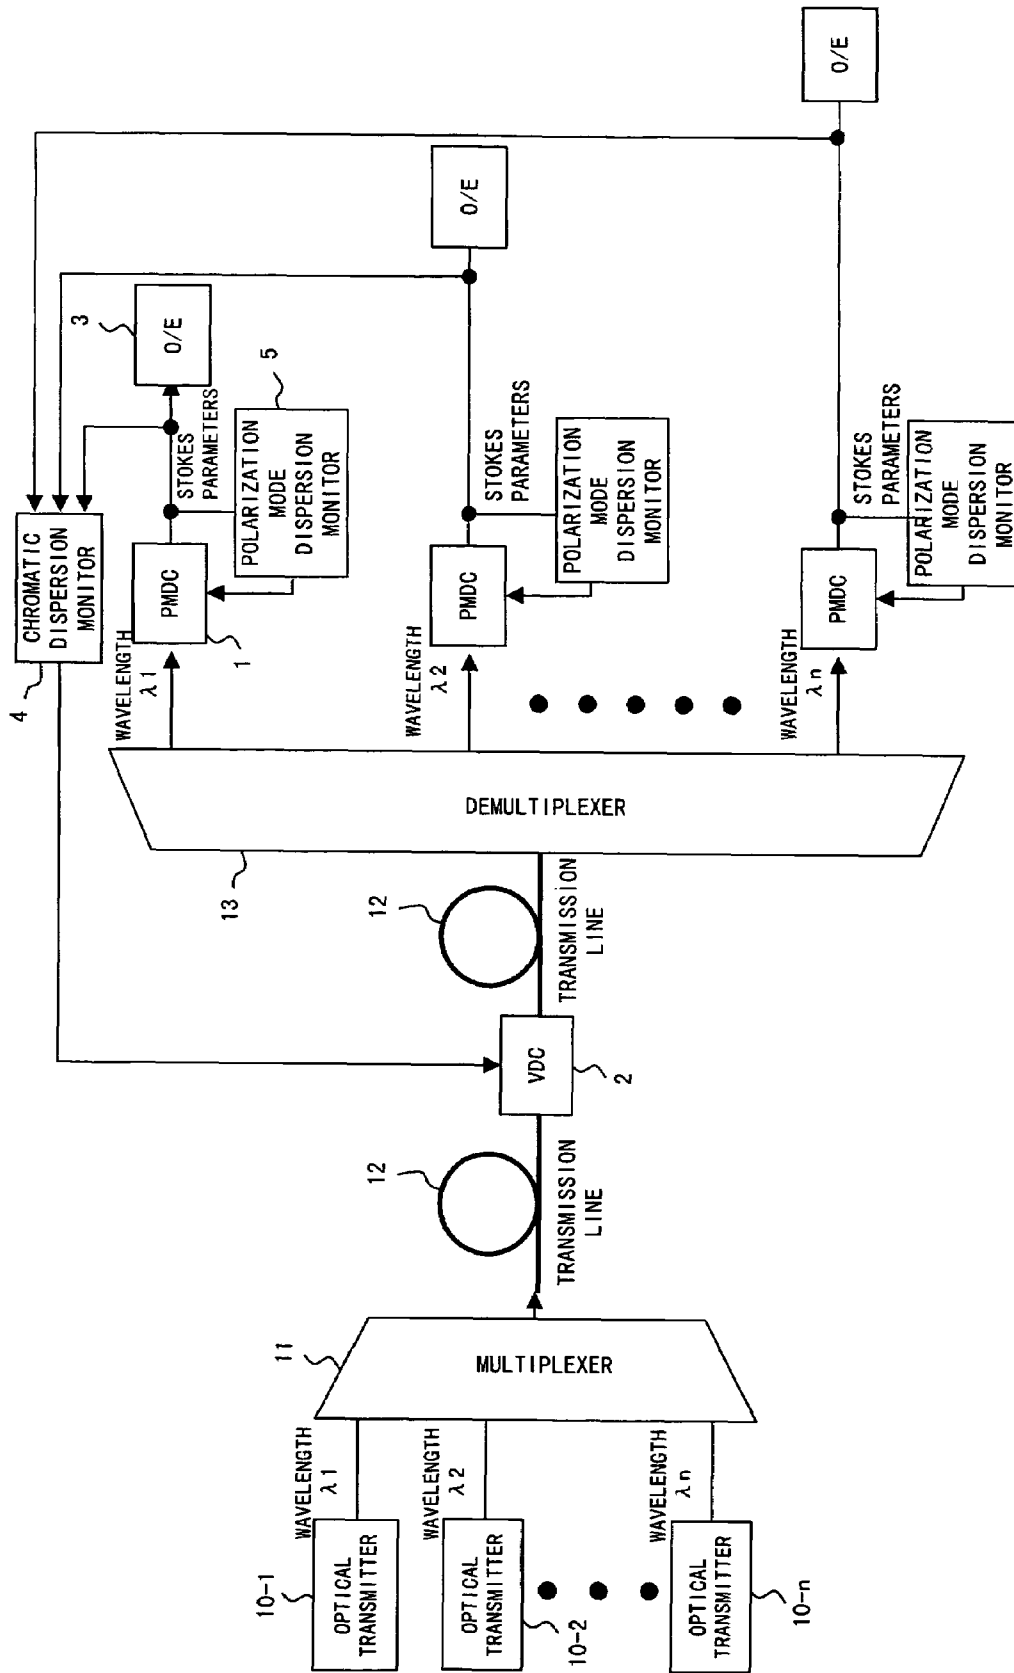 10-1
OPTICAL
TRANSMITTER
WAVELENGTH
λ1
10-2
OPTICAL
TRANSMITTER
WAVELENGTH
λ2
10-n
OPTICAL
TRANSMITTER
WAVELENGTH
λn
11
MULTIPLEXER
12
TRANSMISSION
LINE
VDC
2
12
TRANSMISSION
LINE
13
DEMULTIPLEXER
4
CHROMATIC
DISPERSION
MONITOR
WAVELENGTH
λ1
1
PMDC
STOKES
PARAMETERS
3
O/E
5
POLARIZATION
MODE
DISPERSION
MONITOR
WAVELENGTH
λ2
PMDC
STOKES
PARAMETERS
O/E
POLARIZATION
MODE
DISPERSION
MONITOR
WAVELENGTH
λn
PMDC
STOKES
PARAMETERS
O/E
POLARIZATION
MODE
DISPERSION
MONITOR